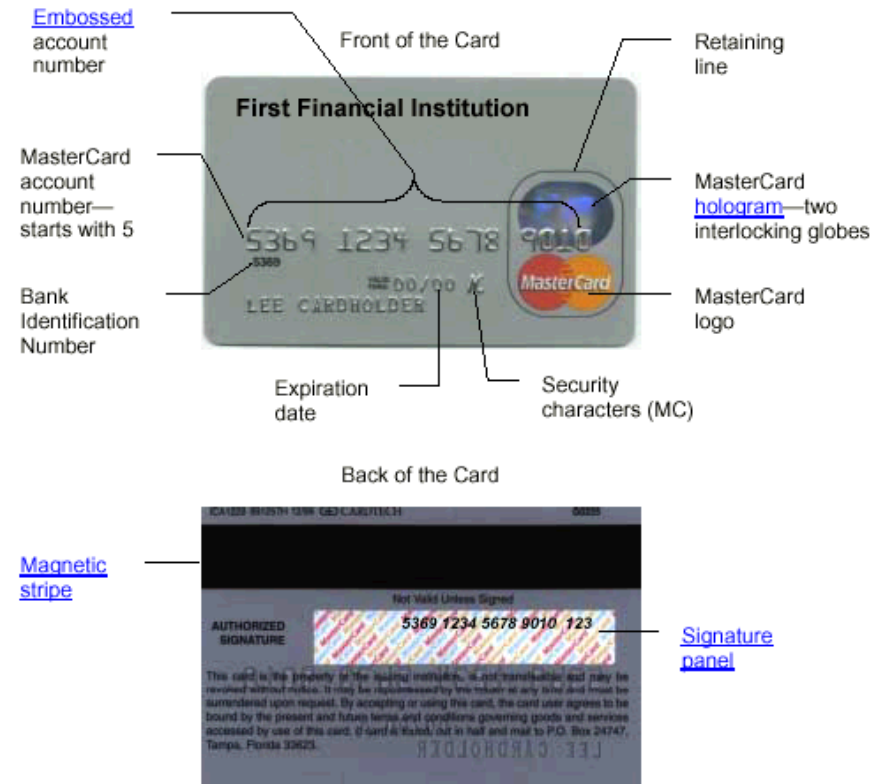 Embossed
account
number
Front of the Card
Retaining
line
First Financial Institution
MasterCard
account
number—
starts with 5
MasterCard
hologram—two
interlocking globes
5369 1234 5678 9010
5369
Bank
Identification
Number
00/00
MasterCard
LEE CARDHOLDER
MasterCard
logo
Expiration
date
Security
characters (MC)
Back of the Card
CARDTECH
Magnetic
stripe
Not Valid Unless Signed
AUTHORIZED
SIGNATURE
5369 1234 5678 9010 123
Signature
panel
This card is the property of the issuing institution, is not transferable and may be
revoked without notice. It may be repossessed by the issuer at any time and must be
surrendered upon request. By accepting or using this card, the card user agrees to be
bound by the present and future terms and conditions governing goods and services
accessed by use of this card. If card is found, cut in half and mail to P.O. Box 24747,
Tampa, Florida 33623.